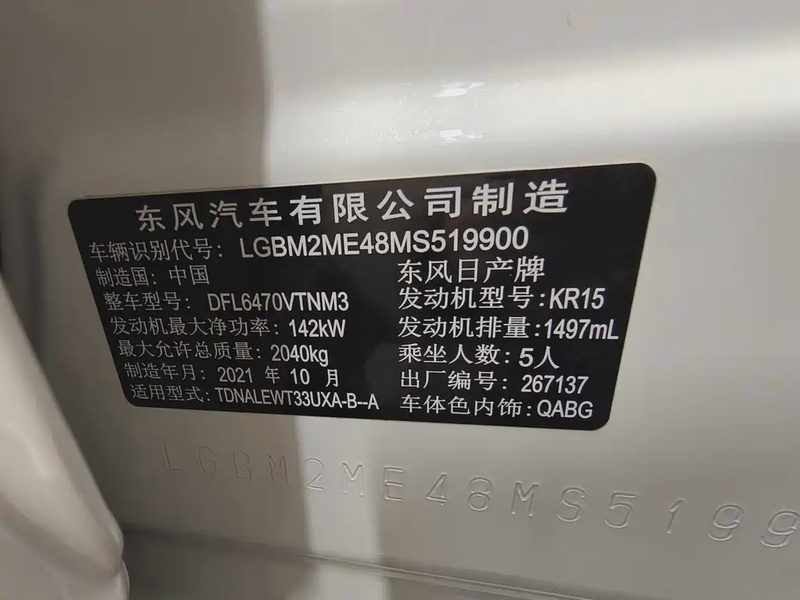 东风汽车有限公司制造
车辆识别代号: LGBM2ME48MS519900
制造国: 中国 东风日产牌
整车型号: DFL6470VTNM3 发动机型号: KR15
发动机最大净功率: 142kW 发动机排量: 1497mL
最大允许总质量: 2040kg 乘坐人数: 5人
制造年月: 2021 年 10 月 出厂编号: 267137
适用型式: TDNALEWT33UXA-B--A 车体色内饰: QABG
LGBM2ME48MS5199